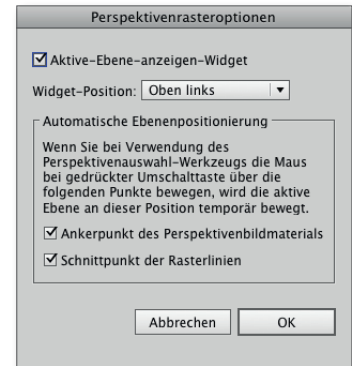 Perspektivenrasteroptionen
Aktive-Ebene-anzeigen-Widget
Widget-Position: Oben links
Automatische Ebenenpositionierung
Wenn Sie bei Verwendung des
Perspektivenauswahl-Werkzeugs die Maus
bei gedrückter Umschalttaste über die
folgenden Punkte bewegen, wird die aktive
Ebene an dieser Position temporär bewegt.
Ankerpunkt des Perspektivenbildmaterials
Schnittpunkt der Rasterlinien
Abbrechen OK